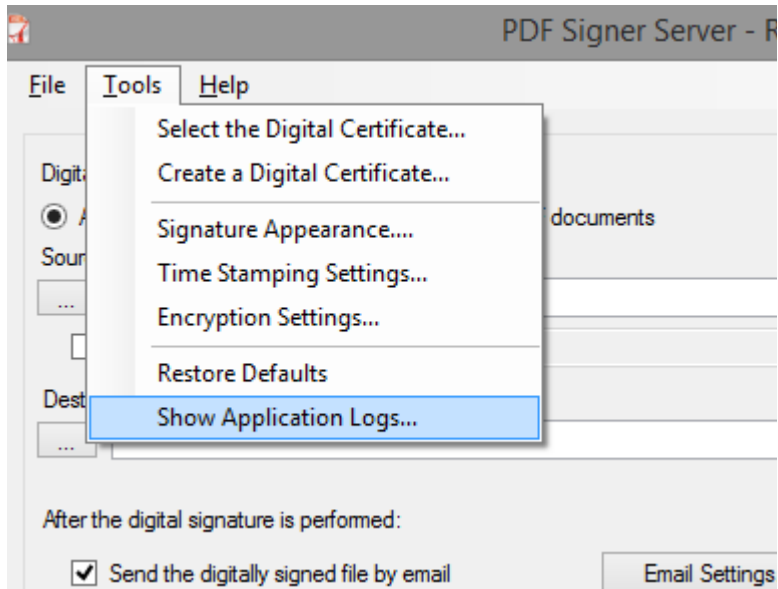 PDF Signer Server - R
File Tools Help
Select the Digital Certificate...
Create a Digital Certificate...
Digit
Signature Appearance....
documents
Sour
Time Stamping Settings...
...
Encryption Settings...
Restore Defaults
Dest
Show Application Logs...
...
After the digital signature is performed:
Send the digitally signed file by email
Email Settings